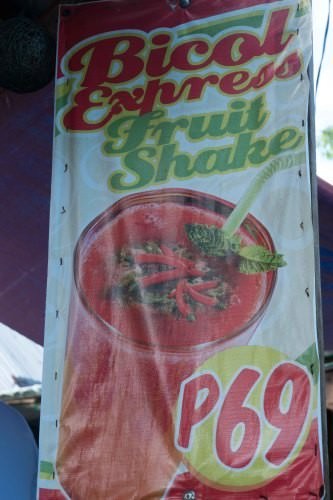 Bicol
Express
Fruit
Shake
P69